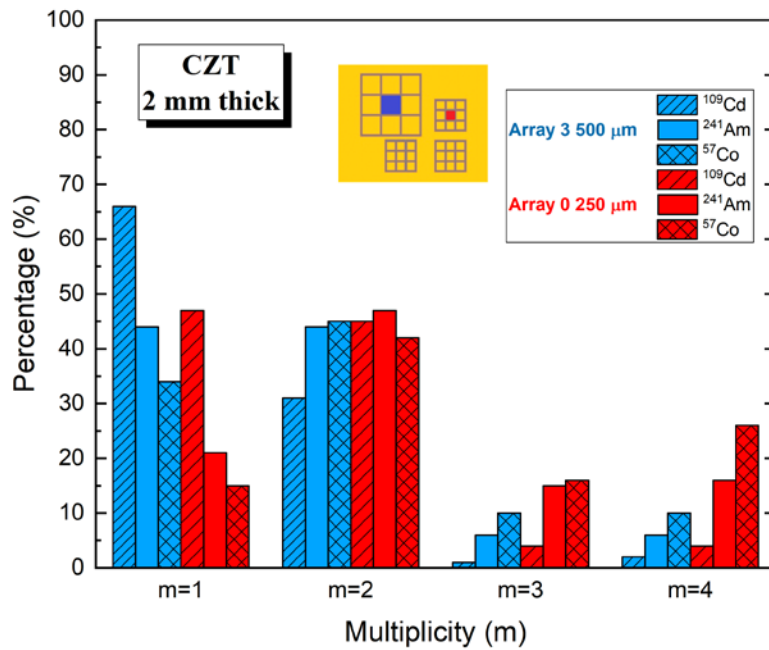 100
90
80
70
60
50
40
30
20
10
0
Percentage (%)
CZT
2 mm thick
Array 3 500 μm
Array 0 250 μm
¹⁰⁹Cd
²⁴¹Am
⁵⁷Co
¹⁰⁹Cd
²⁴¹Am
⁵⁷Co
m=1 m=2 m=3 m=4
Multiplicity (m)